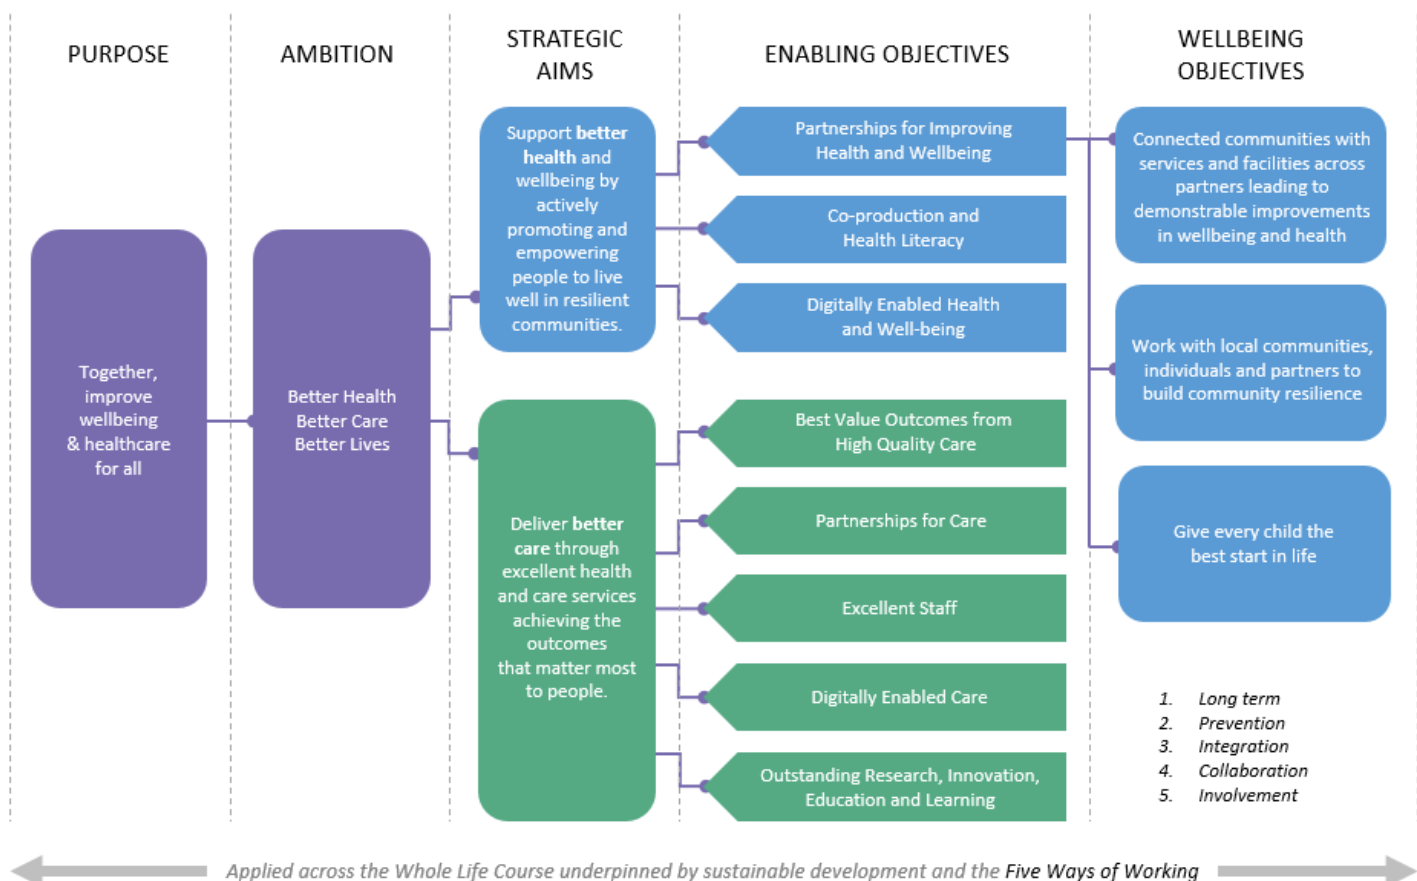 PURPOSE
AMBITION
STRATEGIC
AIMS
ENABLING OBJECTIVES
WELLBEING
OBJECTIVES
Together,
improve
wellbeing
& healthcare
for all
Better Health
Better Care
Better Lives
Support better
health and
wellbeing by
actively
promoting and
empowering
people to live
well in resilient
communities.
Deliver better
care through
excellent health
and care services
achieving the
outcomes
that matter most
to people.
Partnerships for Improving
Health and Wellbeing
Co-production and
Health Literacy
Digitally Enabled Health
and Well-being
Best Value Outcomes from
High Quality Care
Partnerships for Care
Excellent Staff
Digitally Enabled Care
Outstanding Research, Innovation,
Education and Learning
Connected communities with
services and facilities across
partners leading to
demonstrable improvements
in wellbeing and health
Work with local communities,
individuals and partners to
build community resilience
Give every child the
best start in life
1. Long term
2. Prevention
3. Integration
4. Collaboration
5. Involvement
Applied across the Whole Life Course underpinned by sustainable development and the Five Ways of Working